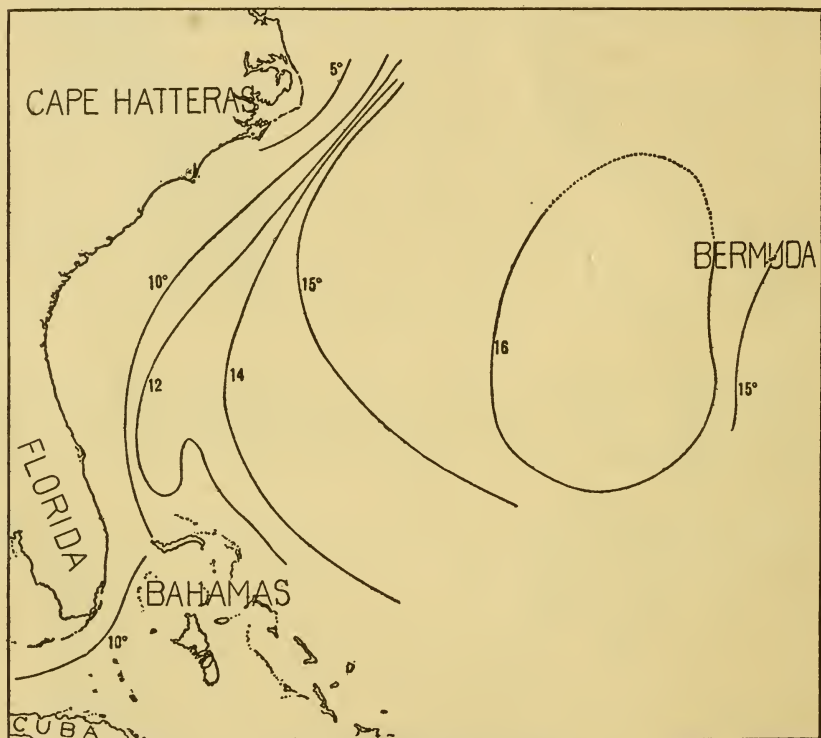 5°
CAPE HATTERAS
BERMUDA
10°
15°
16
12
14
15°
FLORIDA
BAHAMAS
10°
CUBA